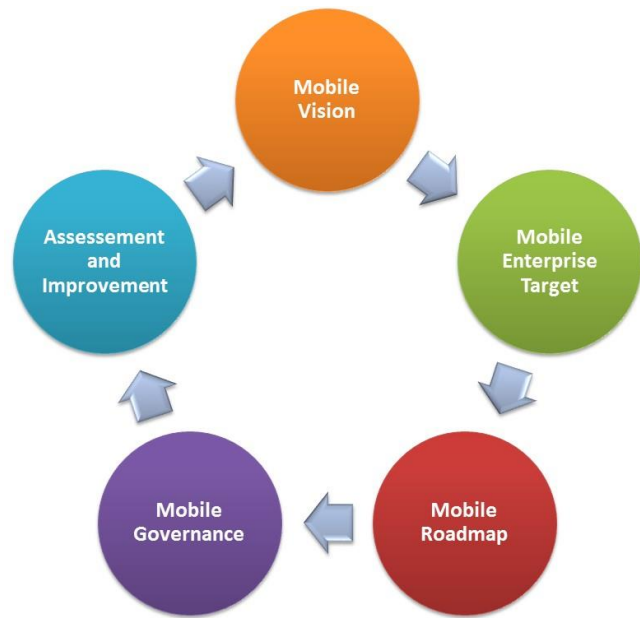 Mobile
Vision
Mobile
Enterprise
Target
Mobile
Roadmap
Mobile
Governance
Assessement
and
Improvement